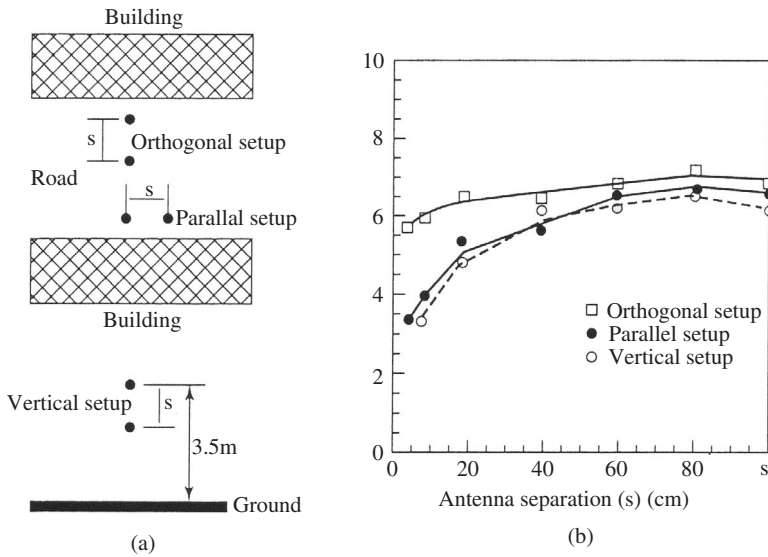 Building
s
Orthogonal setup
Road
s
Parallal setup
Building
Vertical setup
s
3.5m
Ground
(a)
10
8
6
4
2
0
0
20
40
60
80
s
Orthogonal setup
Parallel setup
Vertical setup
Antenna separation (s) (cm)
(b)